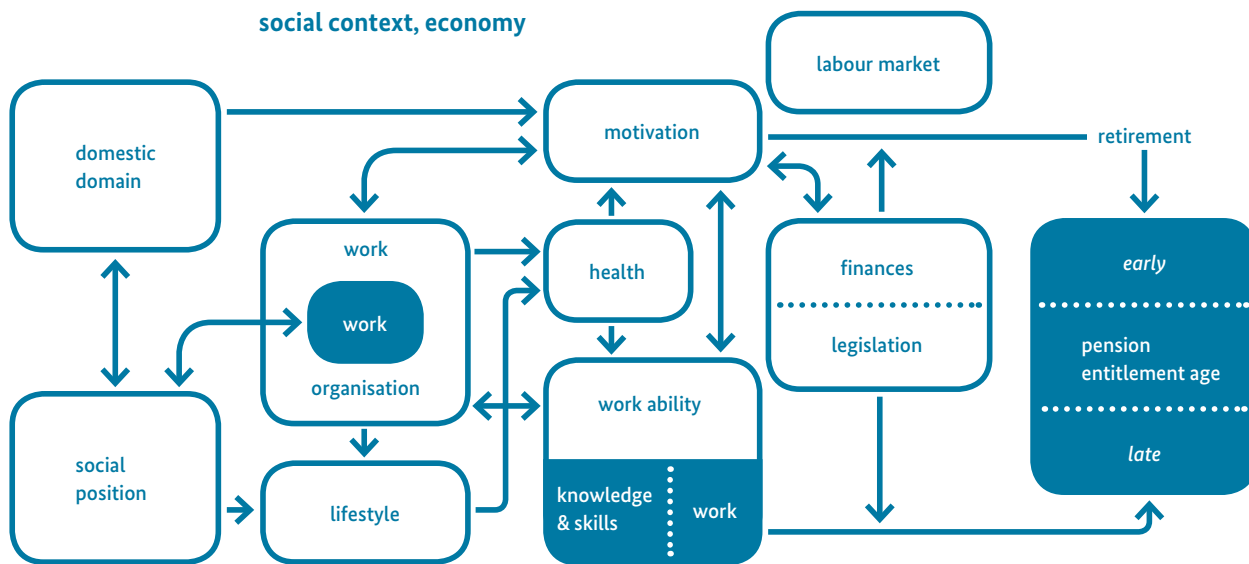 social context, economy
labour market
domestic
domain
motivation
retirement
work
work
organisation
health
finances
legislation
early
pension
entitlement age
late
social
position
lifestyle
work ability
knowledge
& skills
work